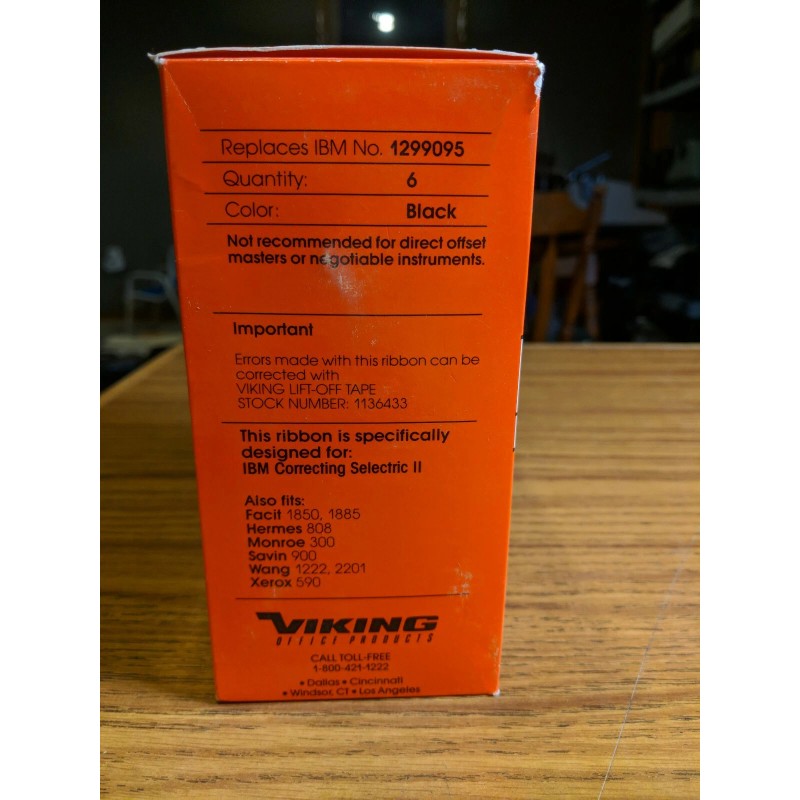 Replaces IBM No. 1299095
Quantity: 6
Color: Black
Not recommended for direct offset
masters or negotiable instruments.
Important
Errors made with this ribbon can be
corrected with
VIKING LIFT-OFF TAPE
STOCK NUMBER: 1136433
This ribbon is specifically
designed for:
IBM Correcting Selectric II
Also fits:
Facit 1850, 1885
Hermes 808
Monroe 300
Savin 900
Wang 1222, 2201
Xerox 590
VIKING
OFFICE PRODUCTS
CALL TOLL-FREE
1-800-421-1222
• Dallas • Cincinnati
• Windsor, CT • Los Angeles